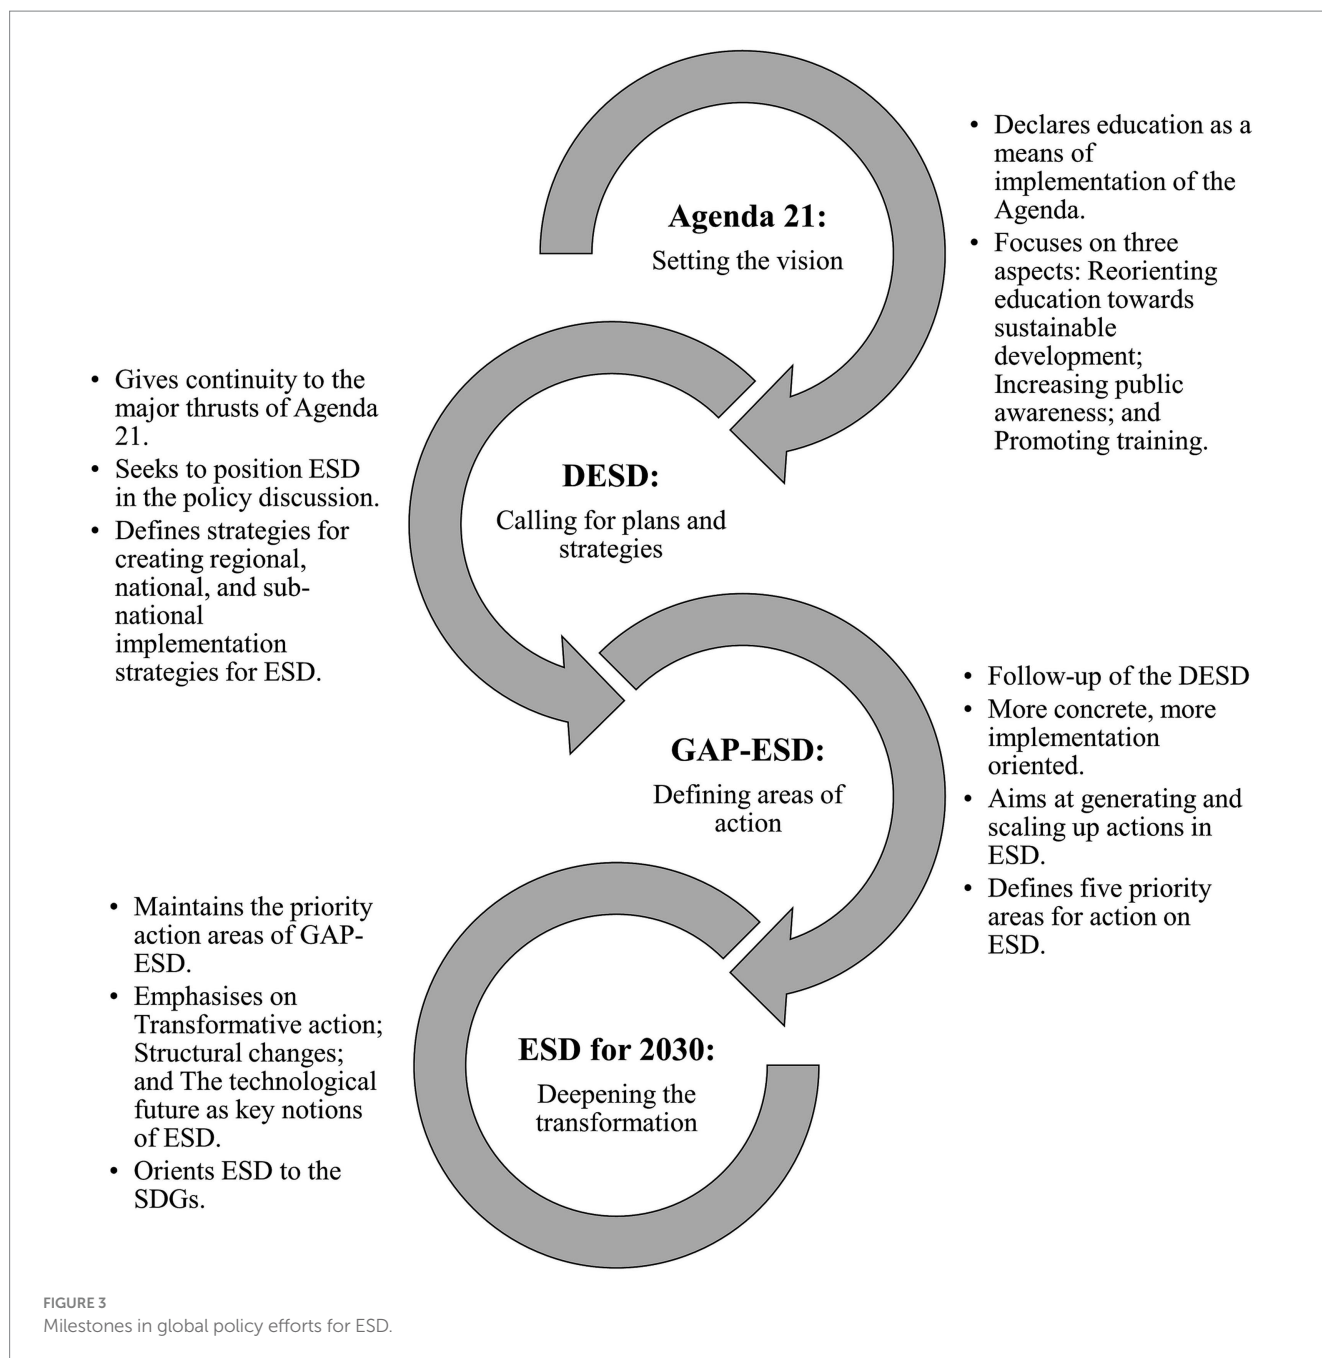 Agenda 21:
Setting the vision
• Declares education as a
means of
implementation of the
Agenda.
• Focuses on three
aspects: Reorienting
education towards
sustainable
development;
Increasing public
awareness; and
Promoting training.
DESD:
Calling for plans and
strategies
• Gives continuity to the
major thrusts of Agenda
21.
• Seeks to position ESD
in the policy discussion.
• Defines strategies for
creating regional,
national, and sub-
national
implementation
strategies for ESD.
GAP-ESD:
Defining areas of
action
• Follow-up of the DESD
• More concrete, more
implementation
oriented.
• Aims at generating and
scaling up actions in
ESD.
• Defines five priority
areas for action on
ESD.
ESD for 2030:
Deepening the
transformation
• Maintains the priority
action areas of GAP-
ESD.
• Emphasises on
Transformative action;
Structural changes;
and The technological
future as key notions
of ESD.
• Orients ESD to the
SDGs.
FIGURE 3
Milestones in global policy efforts for ESD.